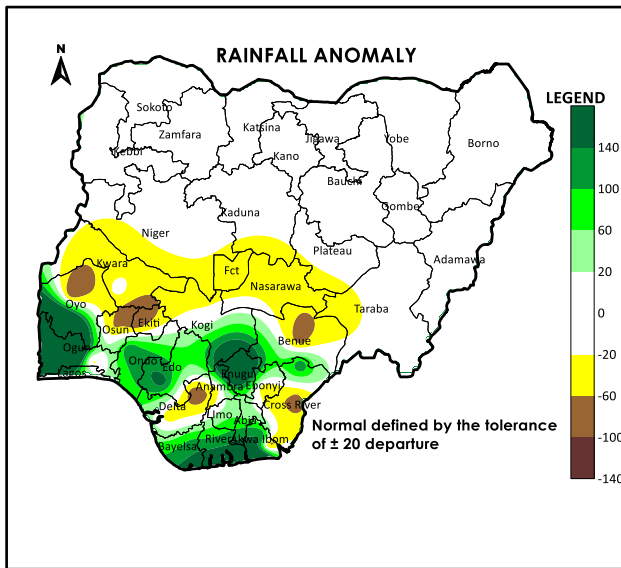 N
RAINFALL ANOMALY
LEGEND
Sokoto
Zamfara
Katsina
Jigawa
Yobe
Borno
Kebbi
Kano
Bauchi
Gombe
Kaduna
Niger
Plateau
Adamawa
Kwara
Fct
Nasarawa
Taraba
Oyo
Osun
Ekiti
Kogi
Benue
Ogun
Ondo
Edo
Enugu
Lagos
Anambra
Ebonyi
Delta
Imo
Abia
Cross River
Bayelsa
Rivers
Akwa Ibom
Normal defined by the tolerance
of ± 20 departure
140
100
60
20
0
-20
-60
-100
-140